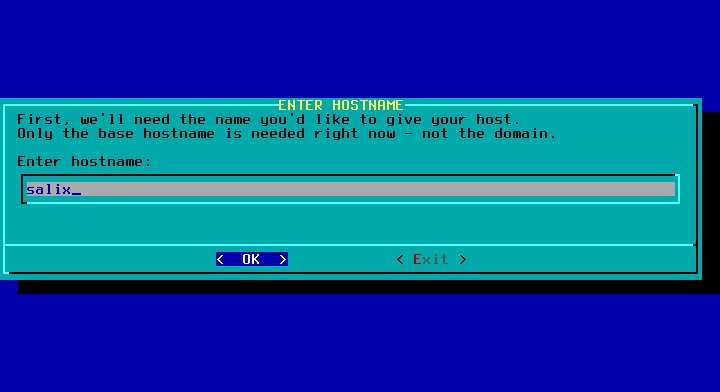 ENTER HOSTNAME
First, we'll need the name you'd like to give your host.
Only the base hostname is needed right now - not the domain.
Enter hostname:
salix_
< OK > < Exit >